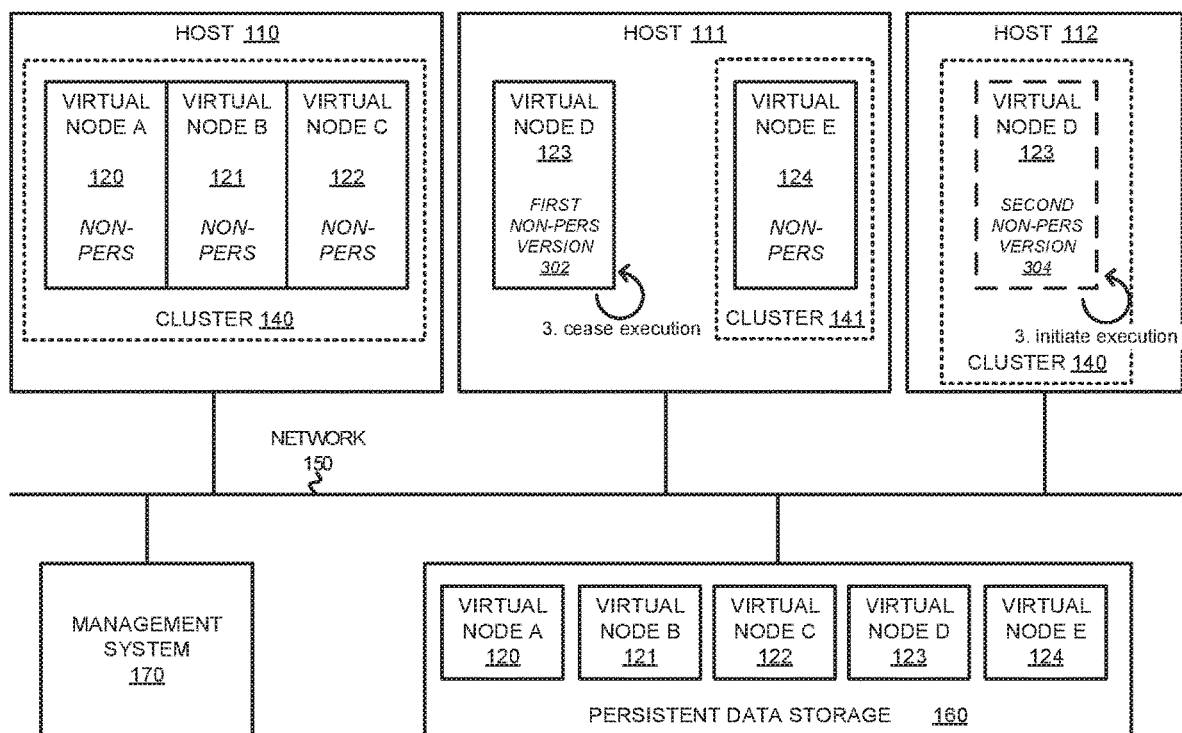 HOST 110
VIRTUAL NODE A
120
NON-PERS
VIRTUAL NODE B
121
NON-PERS
VIRTUAL NODE C
122
NON-PERS
CLUSTER 140
HOST 111
VIRTUAL NODE D
123
FIRST NON-PERS VERSION
302
3. cease execution
VIRTUAL NODE E
124
NON-PERS
CLUSTER 141
HOST 112
VIRTUAL NODE D
123
SECOND NON-PERS VERSION
304
3. initiate execution
CLUSTER 140
NETWORK
150
MANAGEMENT
SYSTEM
170
VIRTUAL NODE A
120
VIRTUAL NODE B
121
VIRTUAL NODE C
122
VIRTUAL NODE D
123
VIRTUAL NODE E
124
PERSISTENT DATA STORAGE 160